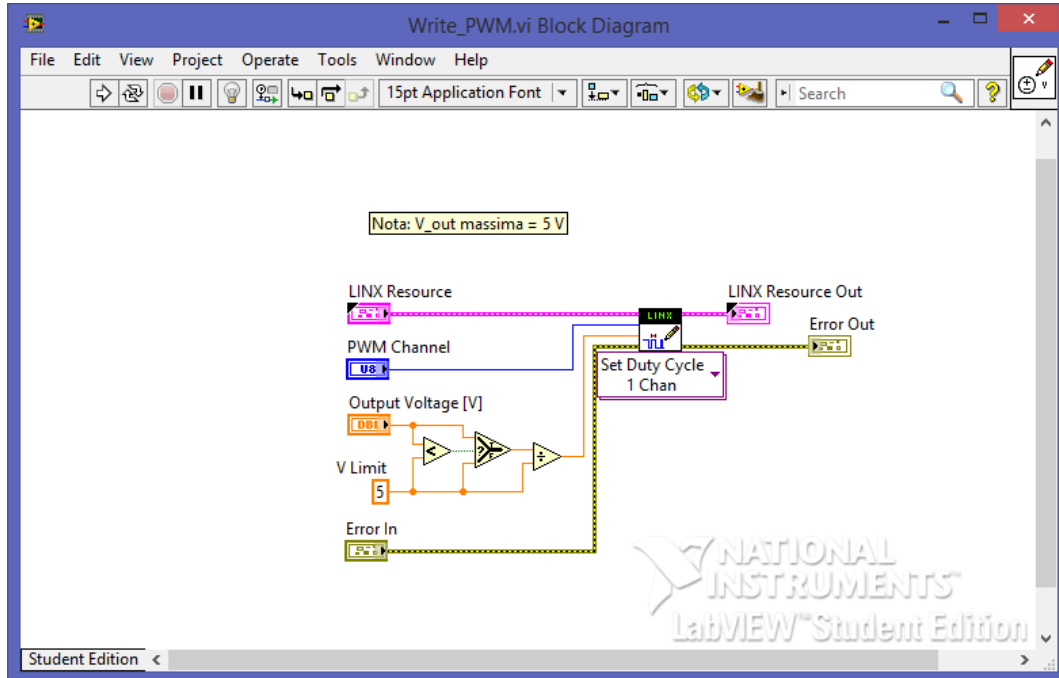 Write_PWM.vi Block Diagram
File Edit View Project Operate Tools Window Help
15pt Application Font
Search
Nota: V_out massima = 5 V
LINX Resource
LINX Resource Out
LINX
Error Out
PWM Channel
U8
Set Duty Cycle
1 Chan
Output Voltage [V]
DBL
<
?
T
F
÷
V Limit
5
Error In
NATIONAL
INSTRUMENTS™
LabVIEW™ Student Edition
Student Edition